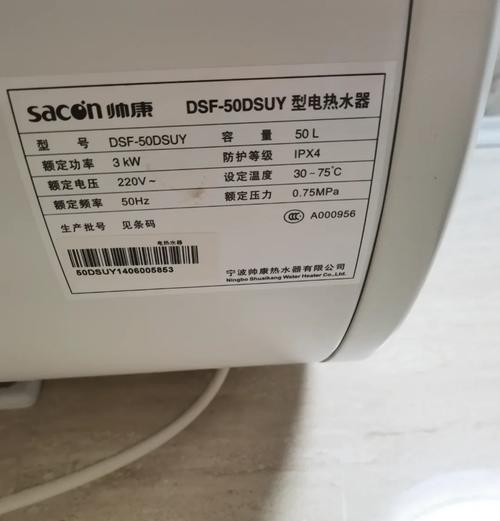 sacon 帅康 DSF-50DSUY 型电热水器
型 号 DSF-50DSUY 容 量 50 L
额定功率 3 kW 防护等级 IPX4
额定电压 220V~ 设定温度 30~75℃
额定频率 50Hz 额定压力 0.75MPa
生产批号 见条码 CCC A000956
电热水器
50DSUY1406005853
宁波帅康热水器有限公司
Ningbo Shuaikang Water Heater Co.,Ltd.